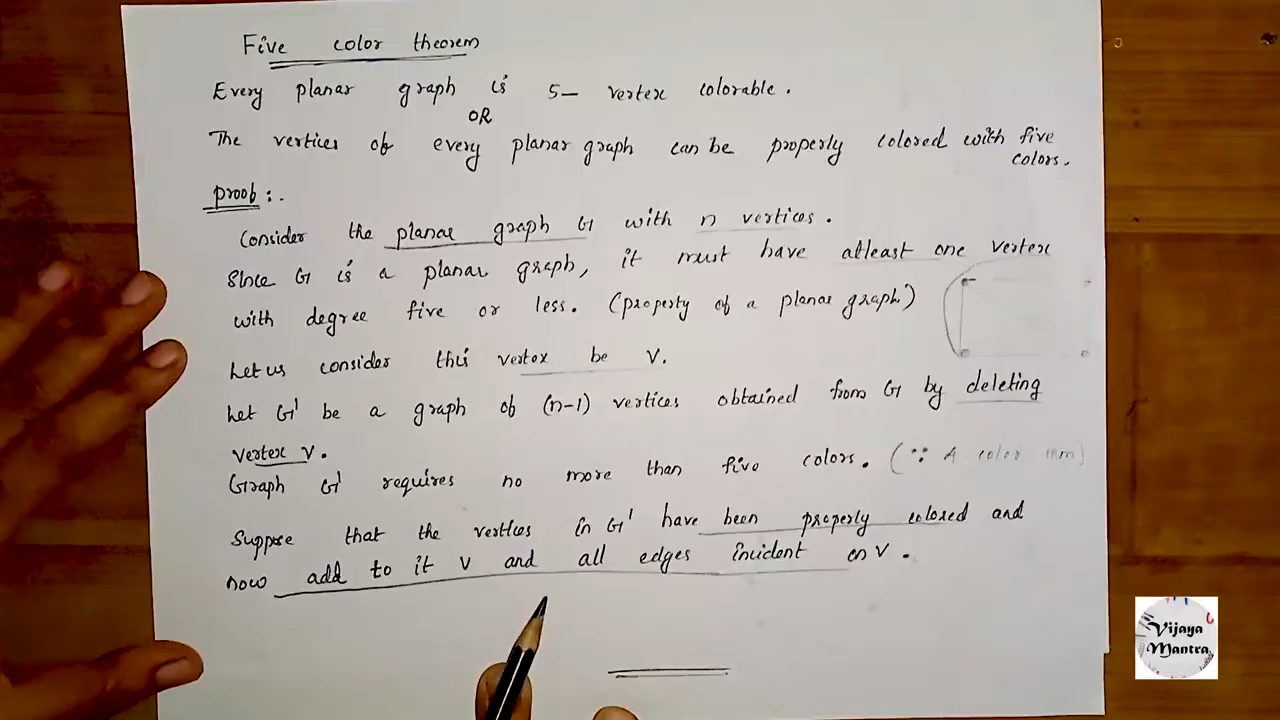 Five color theorem
Every planar graph is 5- vertex colorable.
OR
The vertices of every planar graph can be properly colored with five
colors.
proof:-
Consider the planar graph G with n vertices.
Since G is a planar graph, it must have atleast one vertex
with degree five or less. (property of a planar graph)
Let us consider this vertex be V.
Let G' be a graph of (n-1) vertices obtained from G by deleting
vertex V.
Graph G' requires no more than five colors. (∵ 4 color thm)
Suppose that the vertices in G' have been properly colored and
now add to it V and all edges incident on V.
Vijaya
Mantra